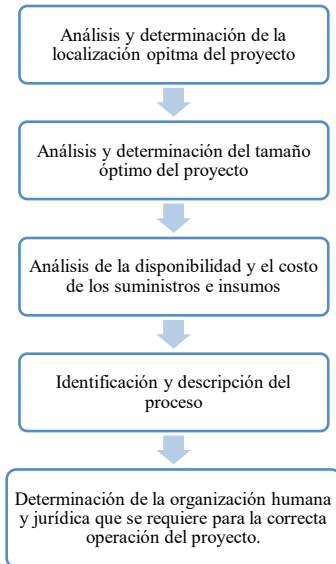 Análisis y determinación de la
localización opitma del proyecto
Análisis y determinación del tamaño
óptimo del proyecto
Análisis de la disponibilidad y el costo
de los suministros e insumos
Identificación y descripción del
proceso
Determinación de la organización humana
y jurídica que se requiere para la correcta
operación del proyecto.